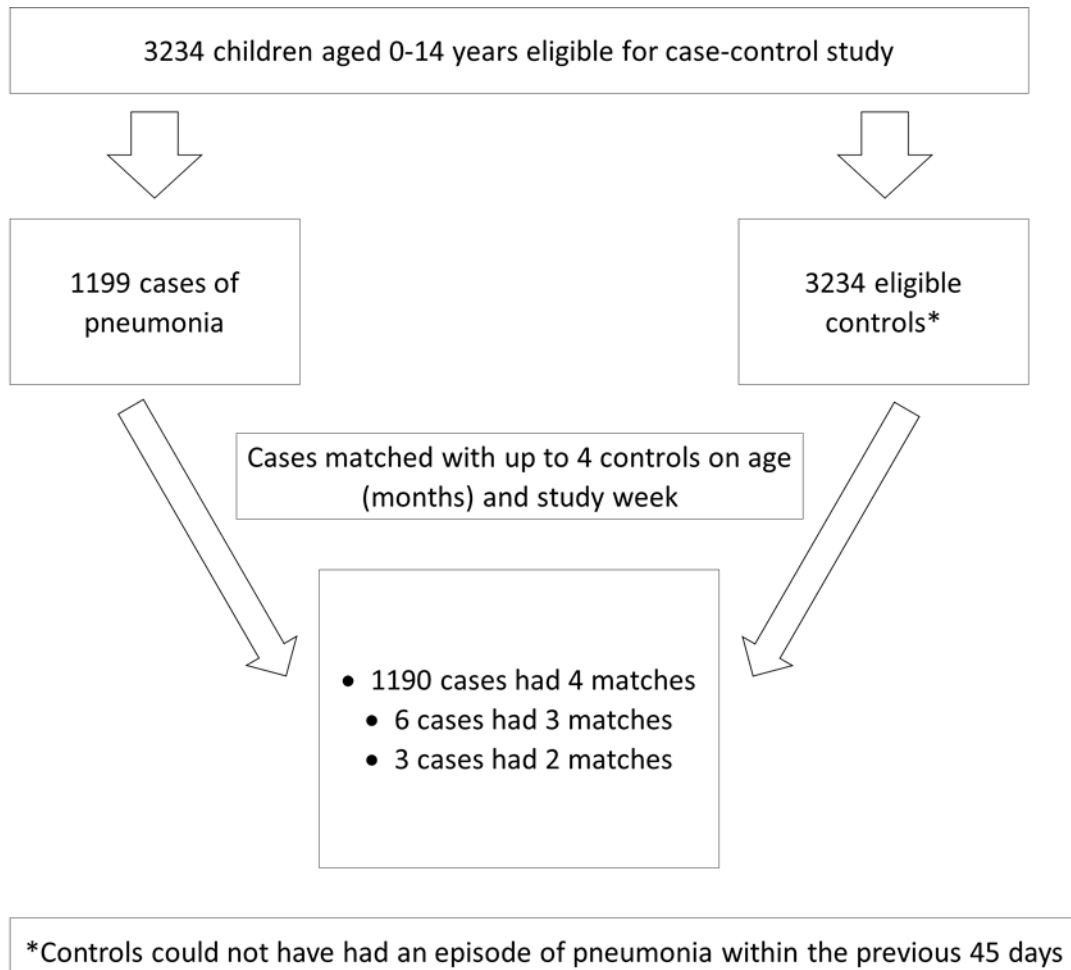 3234 children aged 0-14 years eligible for case-control study
1199 cases of
pneumonia
3234 eligible
controls*
Cases matched with up to 4 controls on age
(months) and study week
• 1190 cases had 4 matches
• 6 cases had 3 matches
• 3 cases had 2 matches
*Controls could not have had an episode of pneumonia within the previous 45 days